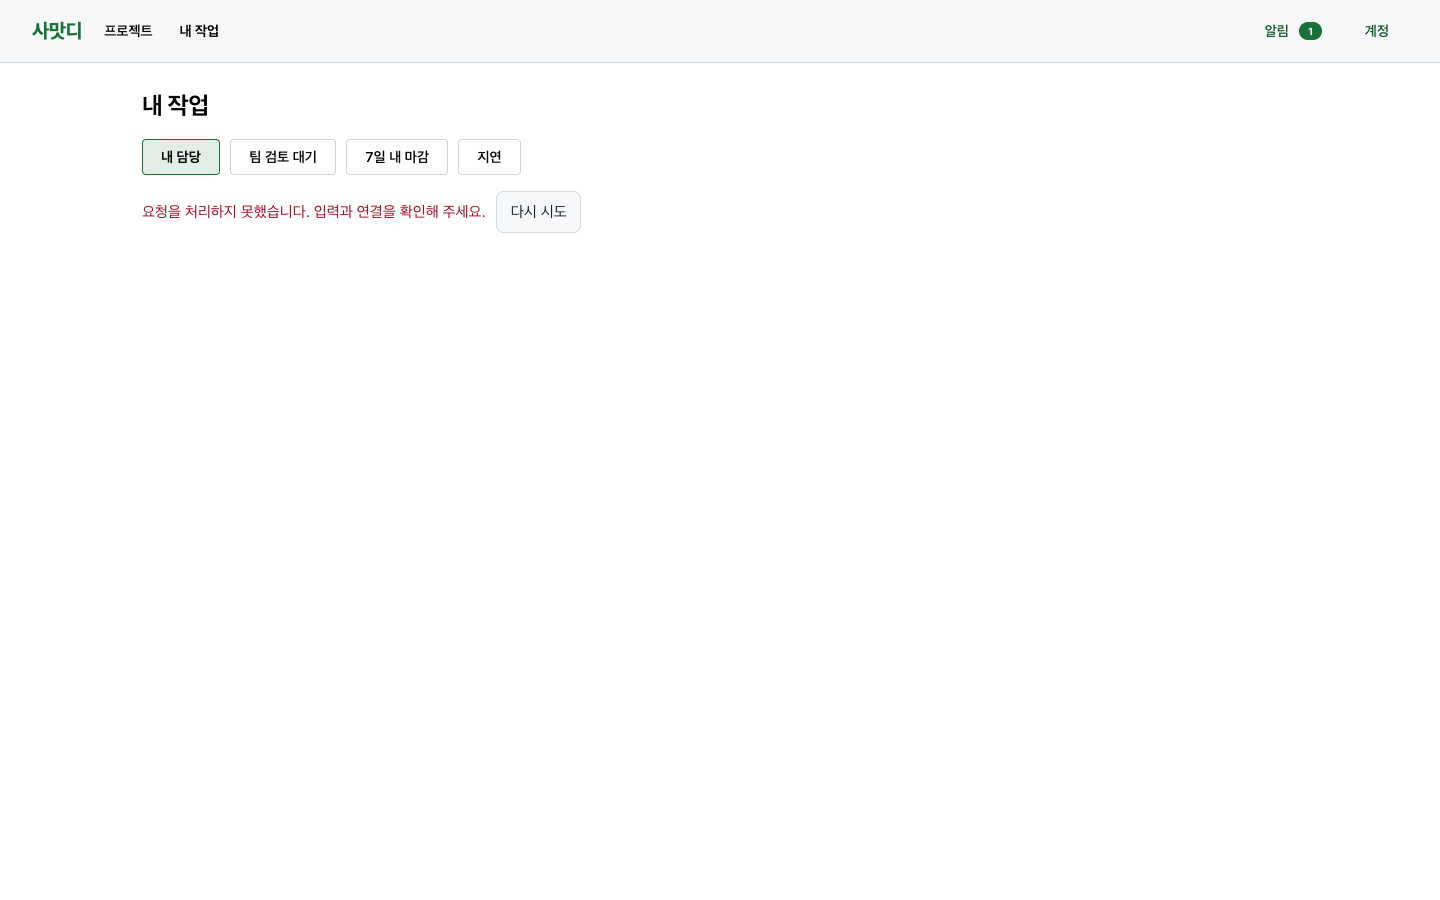 사맛디 프로젝트 내 작업 알림 1 계정
내 작업
내 담당 팀 검토 대기 7일 내 마감 지연
요청을 처리하지 못했습니다. 입력과 연결을 확인해 주세요. 다시 시도